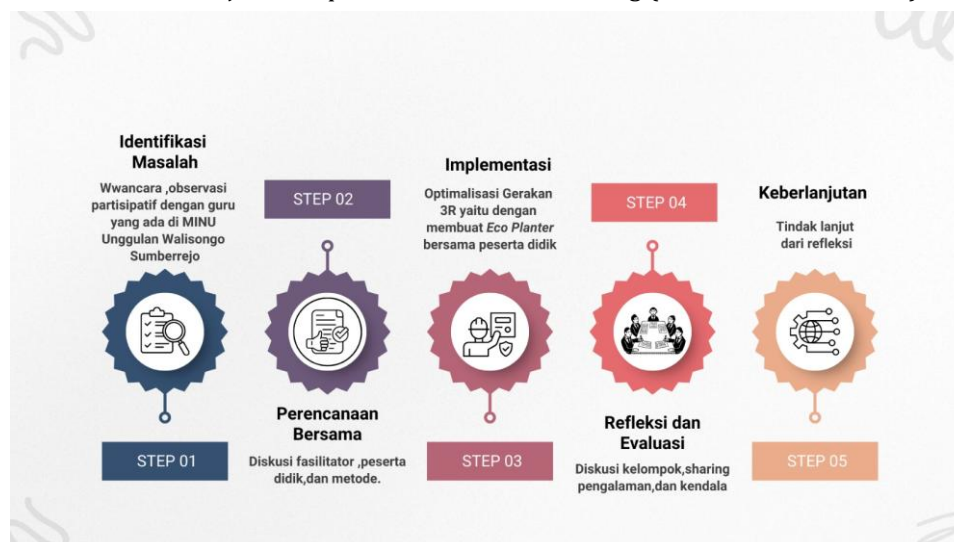 Identifikasi
Masalah
Wwancara ,observasi
partisipatif dengan guru
yang ada di MINU
Unggulan Walisongo
Sumberrejo
STEP 01
STEP 02
Perencanaan
Bersama
Diskusi fasilitator ,peserta
didik,dan metode.
Implementasi
Optimalisasi Gerakan
3R yaitu dengan
membuat Eco Planter
bersama peserta didik
STEP 03
STEP 04
Refleksi dan
Evaluasi
Diskusi kelompok,sharing
pengalaman,dan kendala
Keberlanjutan
Tindak lanjut
dari refleksi
STEP 05